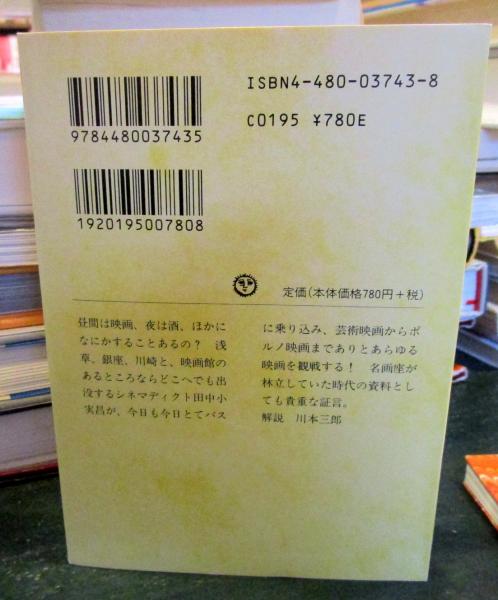 ISBN4-480-03743-8
C0195 ¥780E
9784480037435
1920195007808
定価(本体価格780円+税)
昼間は映画、夜は酒、ほかに
なにかすることあるの? 浅
草、銀座、川崎と、映画館の
あるところならどこへでも出
没するシネマディクト田中小
実昌が、今日も今日とてバス
に乗り込み、芸術映画からポ
ルノ映画までありとあらゆる
映画を観戦する! 名画座が
林立していた時代の資料とし
ても貴重な証言。
解説 川本三郎